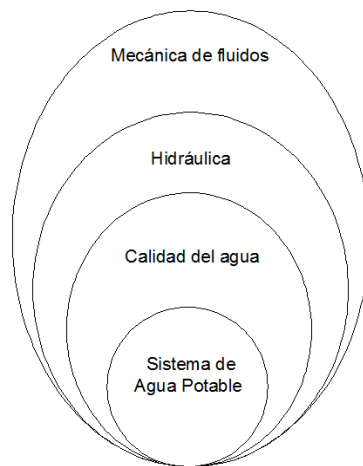 Mecánica de fluidos
Hidráulica
Calidad del agua
Sistema de
Agua Potable